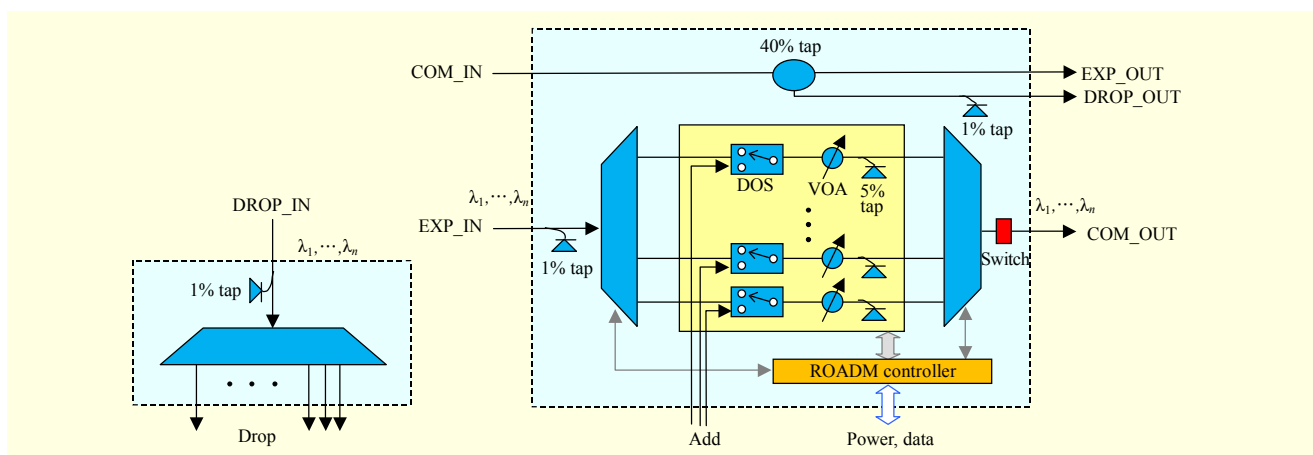 40% tap
COM_IN
EXP_OUT
DROP_OUT
1% tap
DOS
VOA
5%
tap
λ1,⋯,λn
EXP_IN
1% tap
λ1,⋯,λn
COM_OUT
Switch
DROP_IN
λ1,⋯,λn
1% tap
ROADM controller
Drop
Add
Power, data